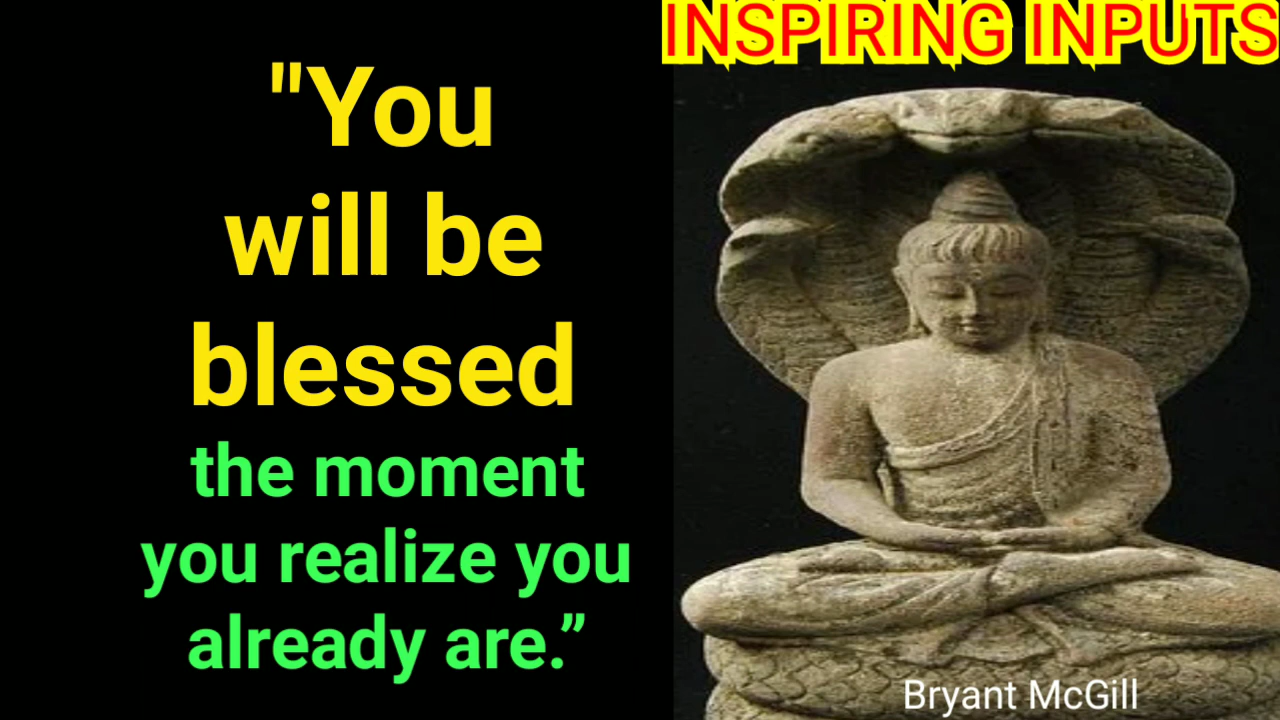 INSPIRING INPUTS
"You
will be
blessed
the moment
you realize you
already are.”
Bryant McGill